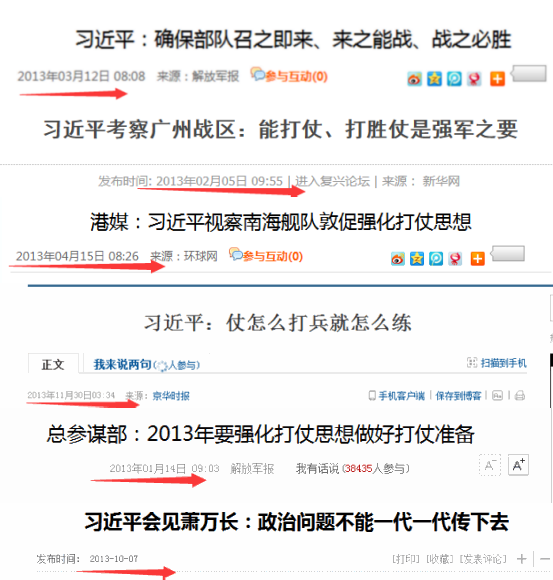 习近平：确保部队召之即来、来之能战、战之必胜
2013年03月12日 08:08 来源：解放军报 参与互动(0)
习近平考察广州战区：能打仗、打胜仗是强军之要
发布时间: 2013年02月05日 09:55 | 进入复兴论坛 | 来源： 新华网
港媒：习近平视察南海舰队敦促强化打仗思想
2013年04月15日 08:26 来源：环球网 参与互动(0)
习近平：仗怎么打兵就怎么练
正文 我来说两句(人参与) 扫描到手机
2013年11月30日03:34 来源：京华时报 手机客户端 | 保存到博客
总参谋部：2013年要强化打仗思想做好打仗准备
2013年01月14日 09:03 解放军报 我有话说(38435人参与) A- A+
习近平会见萧万长：政治问题不能一代一代传下去
发布时间： 2013-10-07 [打印] [收藏] [发表评论]